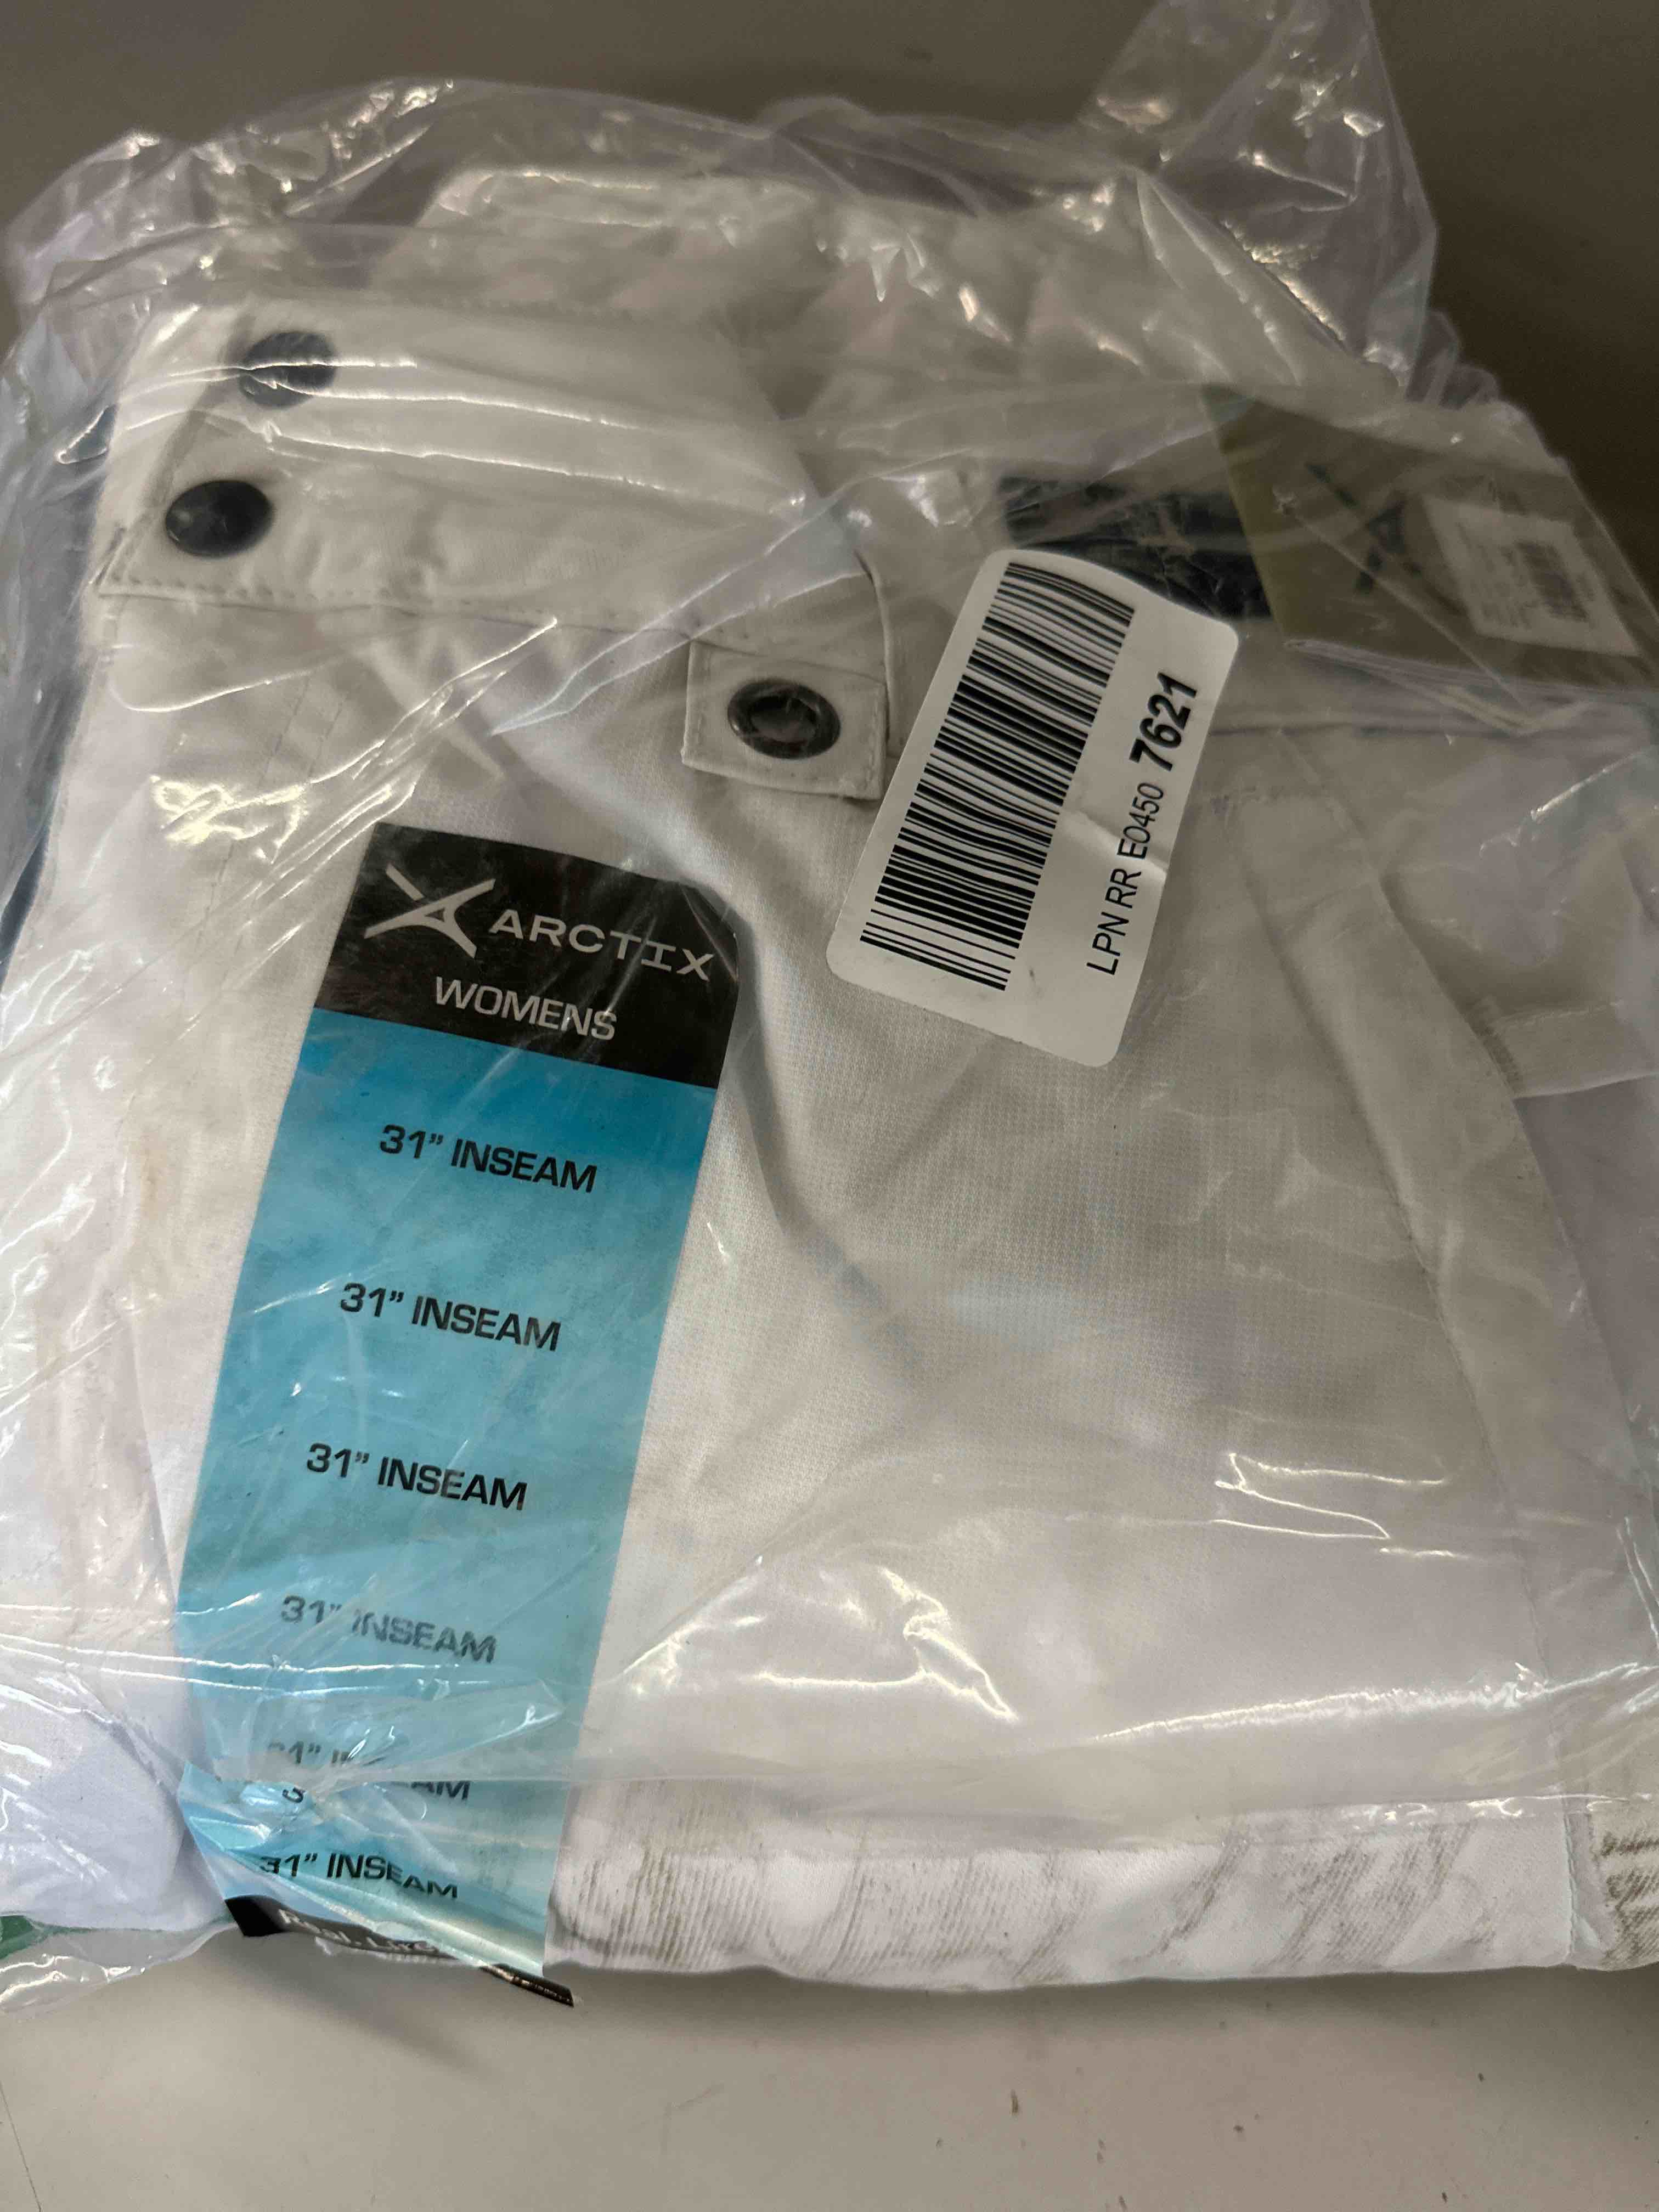 ARCTIX
WOMENS
31" INSEAM
31" INSEAM
31" INSEAM
31" INSEAM
31" INSEAM
LPN RR E0450 7621